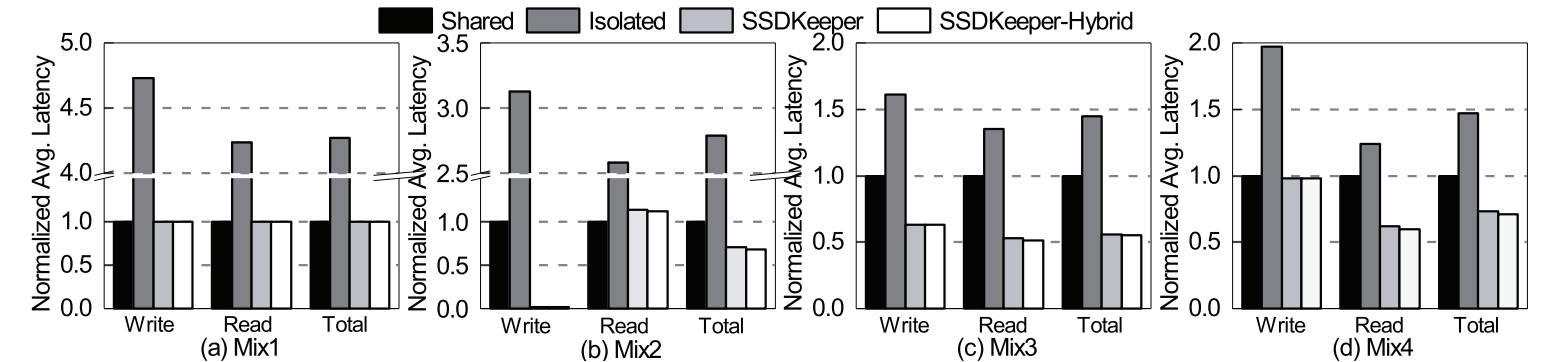 Shared Isolated SSDKeeper SSDKeeper-Hybrid
Normalized Avg. Latency
5.0
4.5
4.0
1.0
0.5
0.0
Write Read Total
(a) Mix1
Normalized Avg. Latency
3.5
3.0
2.5
1.0
0.5
0.0
Write Read Total
(b) Mix2
Normalized Avg. Latency
2.0
1.5
1.0
0.5
0.0
Write Read Total
(c) Mix3
Normalized Avg. Latency
2.0
1.5
1.0
0.5
0.0
Write Read Total
(d) Mix4